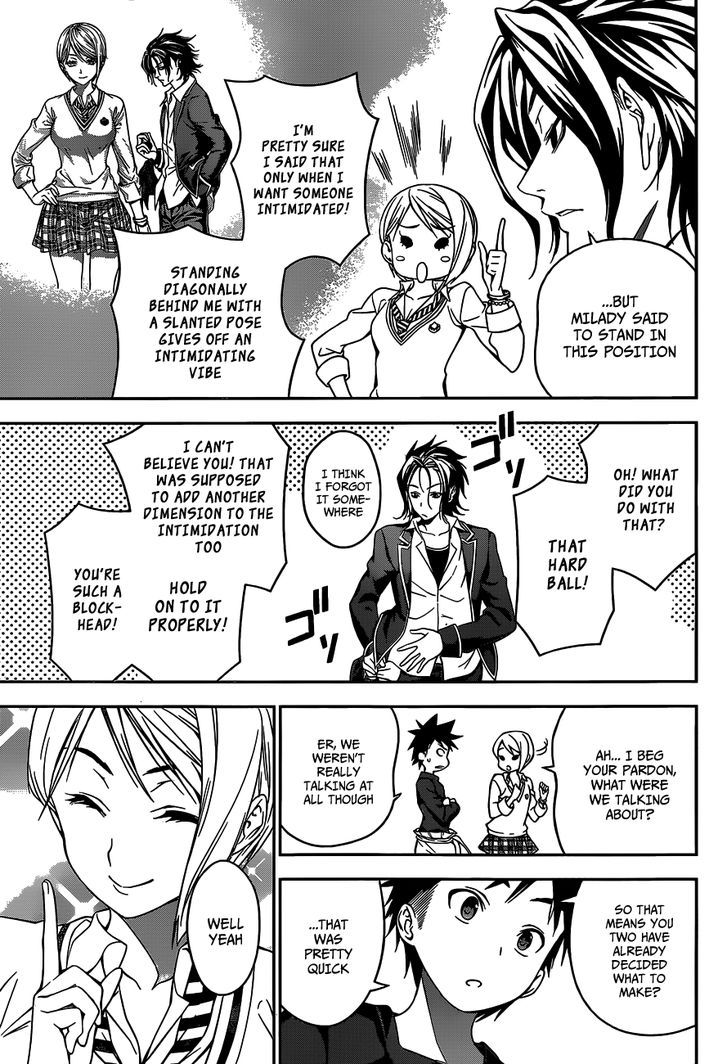 ...BUT
MILADY SAID
TO STAND IN
THIS POSITION
I'M
PRETTY SURE
I SAID THAT
ONLY WHEN I
WANT SOMEONE
INTIMIDATED!
STANDING
DIAGONALLY
BEHIND ME WITH
A SLANTED POSE
GIVES OFF AN
INTIMIDATING
VIBE
OH! WHAT
DID YOU
DO WITH
THAT?
THAT
HARD
BALL!
ゴソ
I THINK
I FORGOT
IT SOME-
WHERE
ゴソ
I CAN'T
BELIEVE YOU! THAT
WAS SUPPOSED
TO ADD ANOTHER
DIMENSION TO THE
INTIMIDATION
TOO
HOLD
ON TO IT
PROPERLY!
YOU'RE
SUCH A
BLOCK-
HEAD!
AH... I BEG
YOUR PARDON,
WHAT WERE
WE TALKING
ABOUT?
ER, WE
WEREN'T
REALLY
TALKING AT
ALL THOUGH
SO THAT
MEANS YOU
TWO HAVE
ALREADY
DECIDED
WHAT TO
MAKE?
...THAT
WAS
PRETTY
QUICK
WELL
YEAH